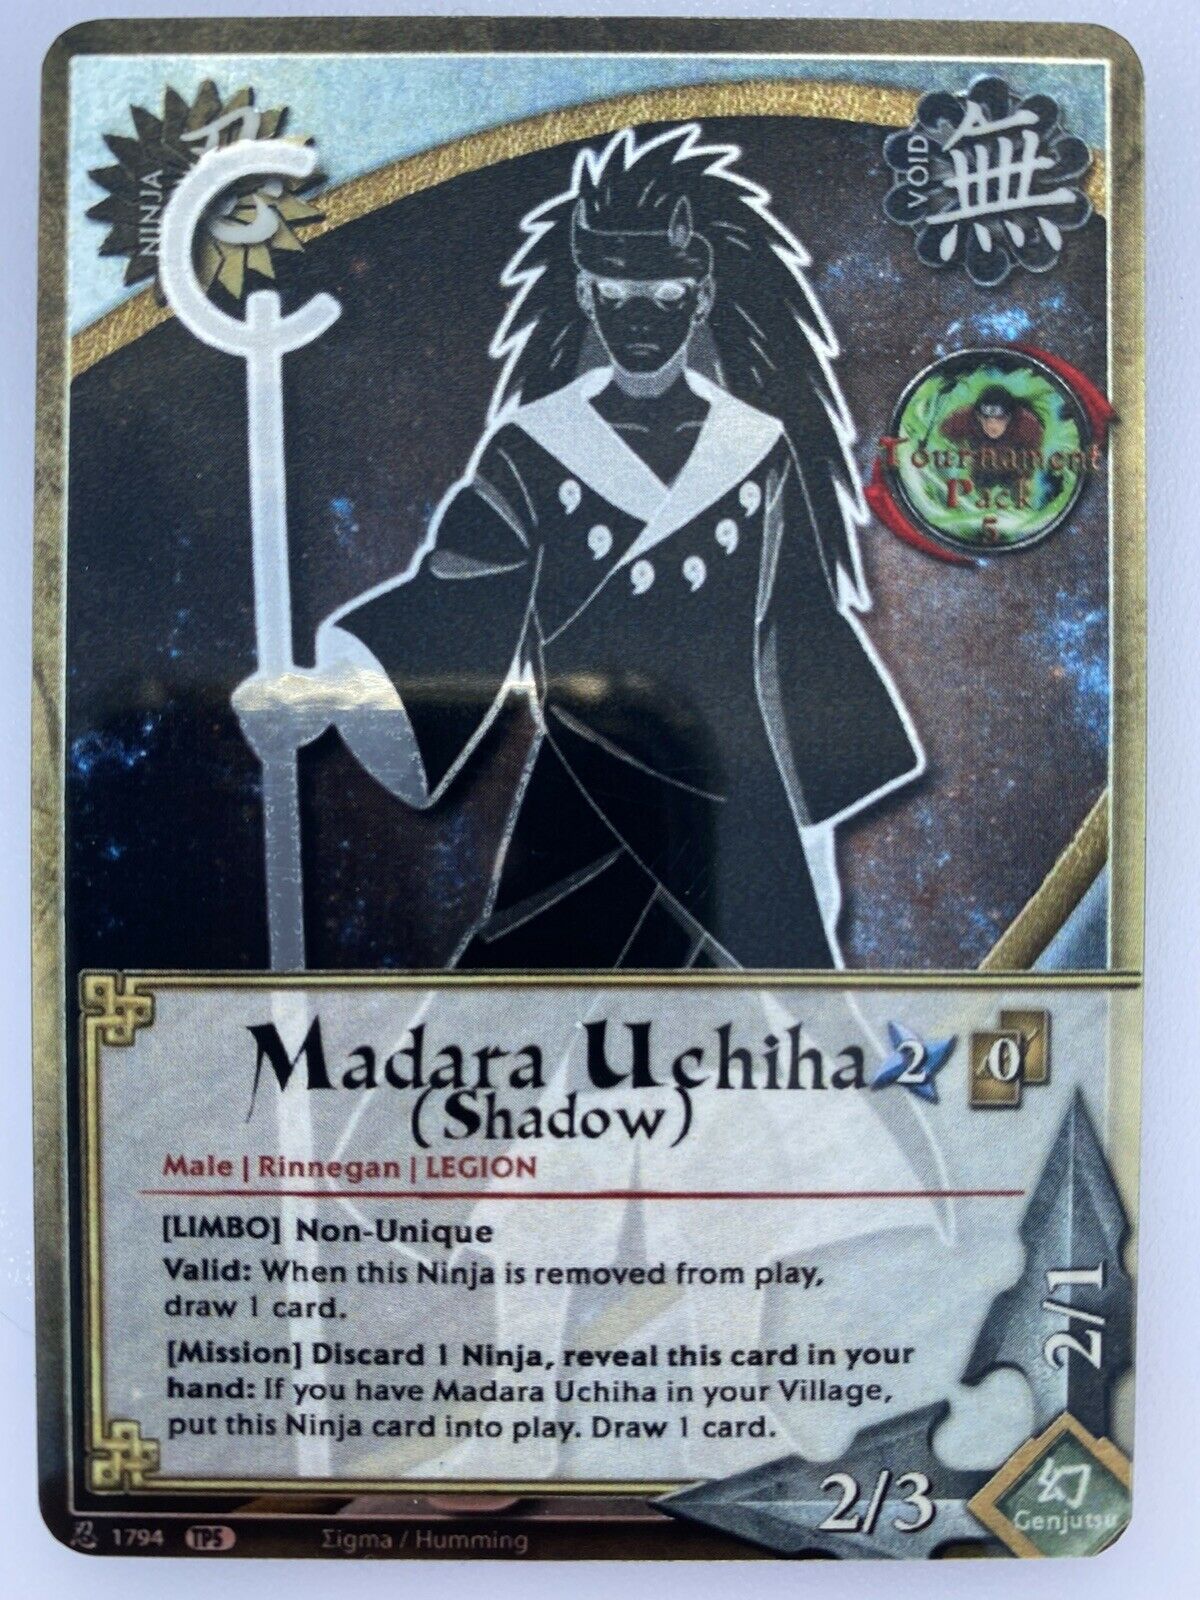 NINJA
忍
VOID
無
Tournament
Pack
5
Madara Uchiha
2
0
(Shadow)
Male | Rinnegan | LEGION
[LIMBO] Non-Unique
Valid: When this Ninja is removed from play,
draw 1 card.
[Mission] Discard 1 Ninja, reveal this card in your
hand: If you have Madara Uchiha in your Village,
put this Ninja card into play. Draw 1 card.
2/1
2/3
幻
Genjutsu
忍 1794 TP5 Σigma / Humming